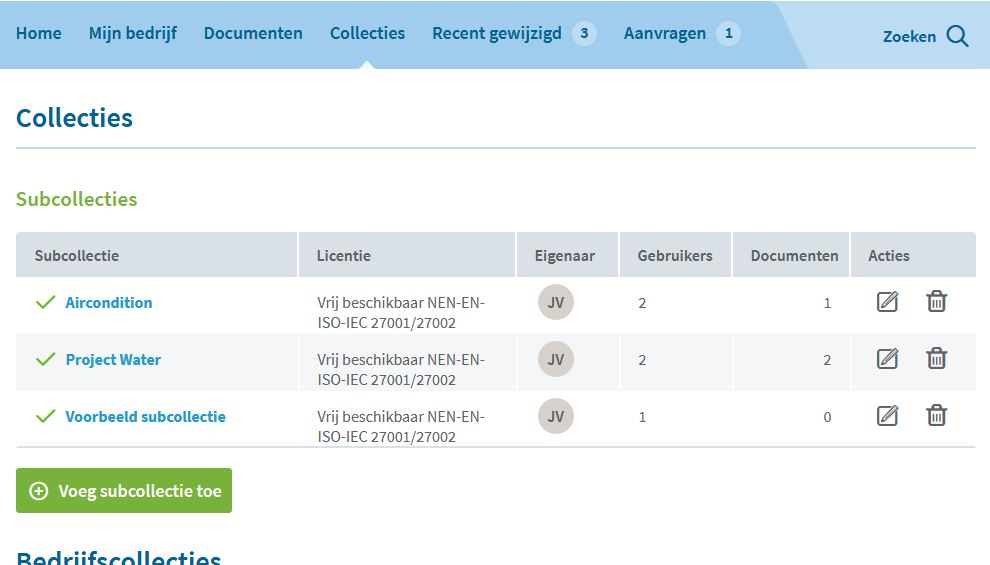 Home Mijn bedrijf Documenten Collecties Recent gewijzigd 3 Aanvragen 1 Zoeken
Collecties
Subcollecties
Subcollectie Licentie Eigenaar Gebruikers Documenten Acties
Aircondition Vrij beschikbaar NEN-EN- JV 2 1
ISO-IEC 27001/27002
Project Water Vrij beschikbaar NEN-EN- JV 2 2
ISO-IEC 27001/27002
Voorbeeld subcollectie Vrij beschikbaar NEN-EN- JV 1 0
ISO-IEC 27001/27002
Voeg subcollectie toe
Bedrijfscollecties